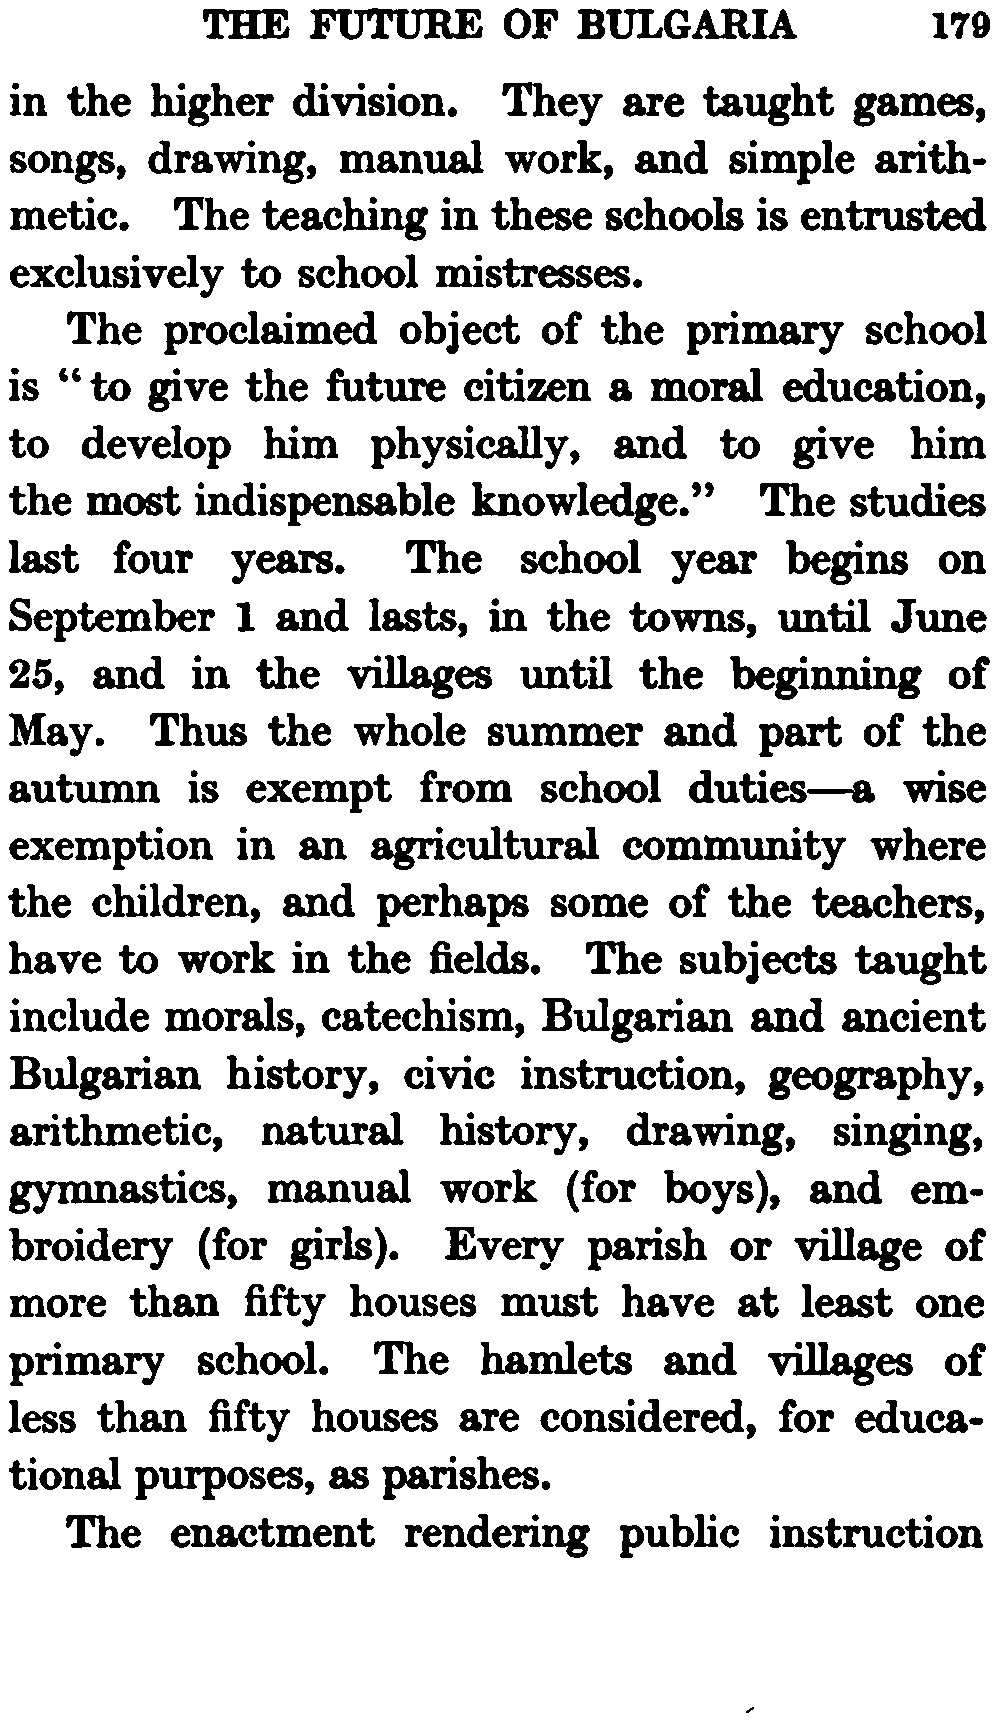 THE FUTURE OF BULGARIA 179
in the higher division. They are taught games,
songs, drawing, manual work, and simple arith-
metic. The teaching in these schools is entrusted
exclusively to school mistresses.
The proclaimed object of the primary school
is “to give the future citizen a moral education,
to develop him physically, and to give him
the most indispensable knowledge.” The studies
last four years. The school year begins on
September 1 and lasts, in the towns, until June
25, and in the villages until the beginning of
May. Thus the whole summer and part of the
autumn is exempt from school duties—a wise
exemption in an agricultural community where
the children, and perhaps some of the teachers,
have to work in the fields. The subjects taught
include morals, catechism, Bulgarian and ancient
Bulgarian history, civic instruction, geography,
arithmetic, natural history, drawing, singing,
gymnastics, manual work (for boys), and em-
broidery (for girls). Every parish or village of
more than fifty houses must have at least one
primary school. The hamlets and villages of
less than fifty houses are considered, for educa-
tional purposes, as parishes.
The enactment rendering public instruction